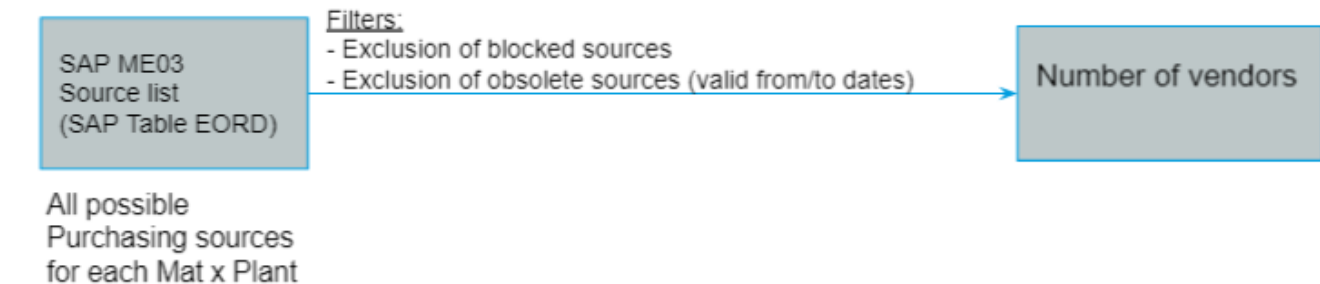 SAP ME03
Source list
(SAP Table EORD)
Filters:
- Exclusion of blocked sources
- Exclusion of obsolete sources (valid from/to dates)
Number of vendors
All possible
Purchasing sources
for each Mat x Plant